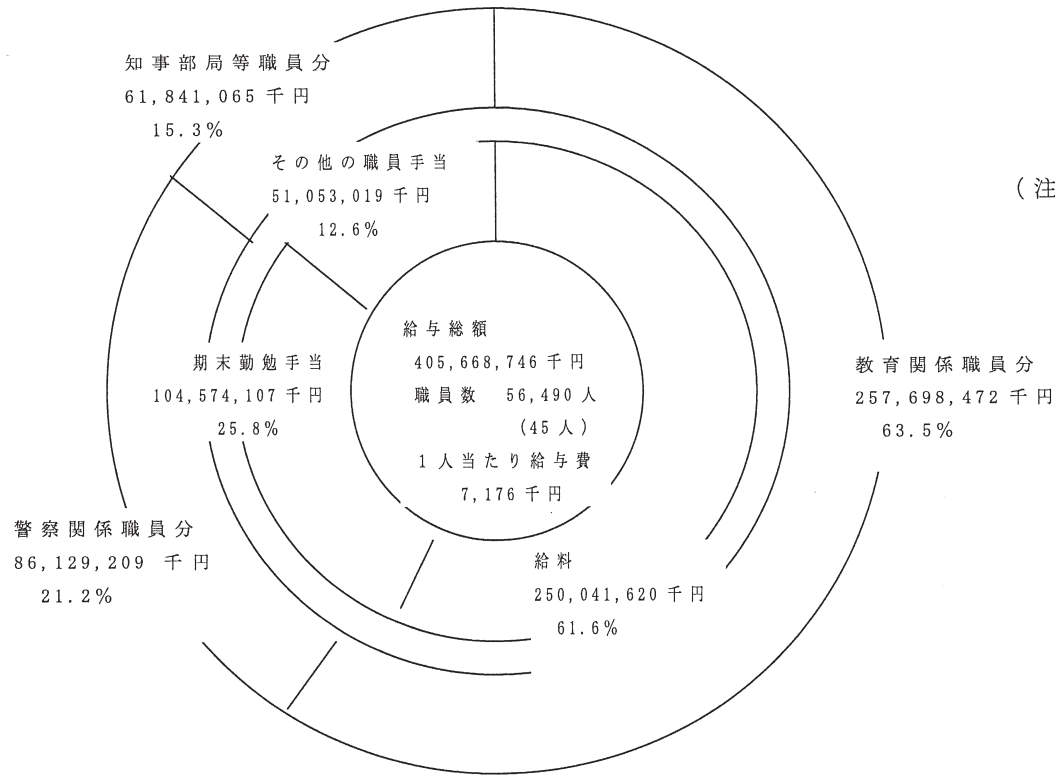 知事部局等職員分
61,841,065 千円
15.3%
その他の職員手当
51,053,019 千円
12.6%
(注
給与総額
405,668,746 千円
職員数 56,490 人
(45 人)
1 人当たり給与費
7,176 千円
期末勤勉手当
104,574,107 千円
25.8%
教育関係職員分
257,698,472 千円
63.5%
警察関係職員分
86,129,209 千円
21.2%
給料
250,041,620 千円
61.6%